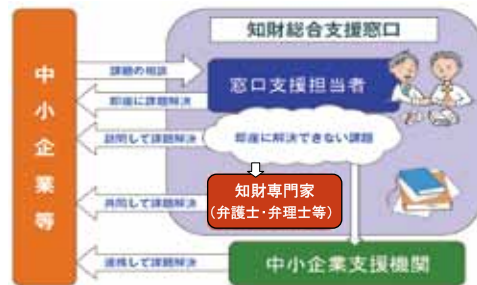 知財総合支援窓口
中小企業等
課題の相談
窓口支援担当者
即座に課題解決
訪問して課題解決
即座に解決できない課題
知財専門家
(弁護士・弁理士等)
共同して課題解決
連携して課題解決
中小企業支援機関